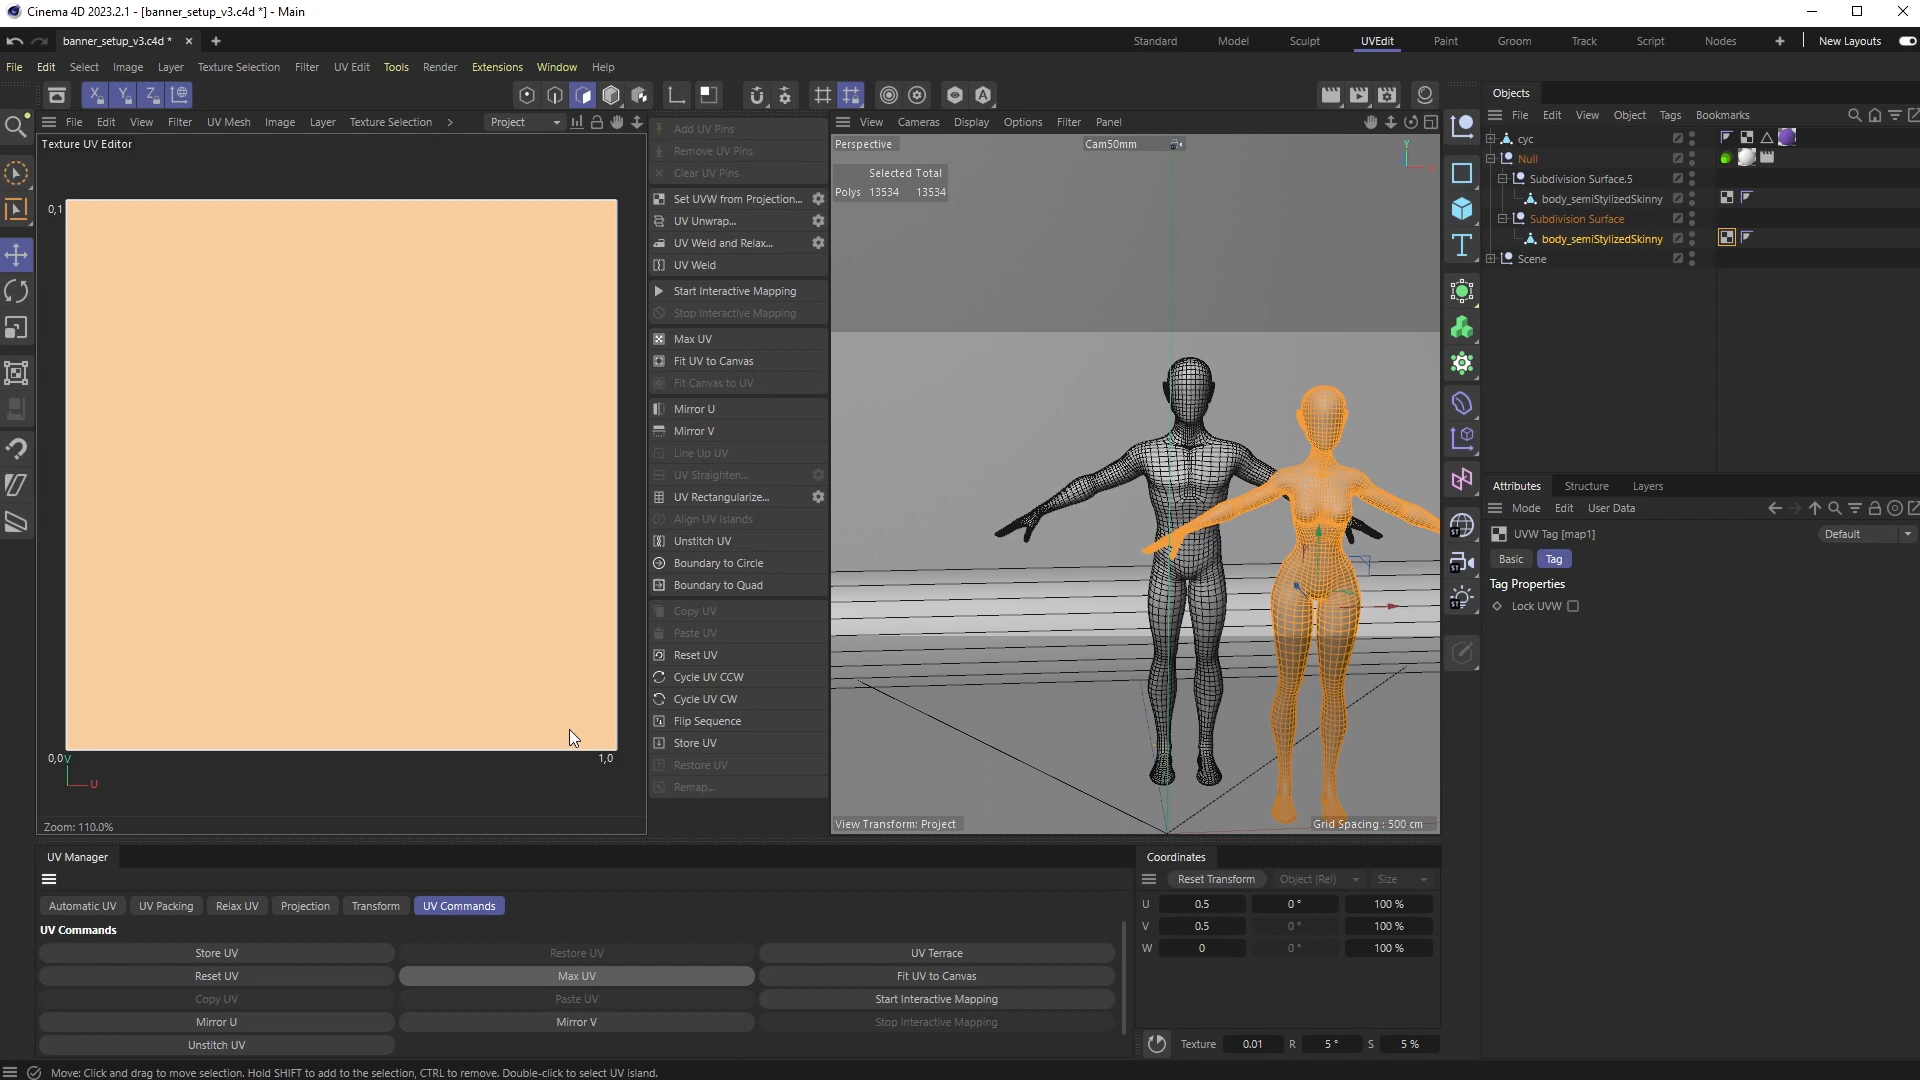 Cinema 4D 2023.2.1 - [banner_setup_v3.c4d *] - Main
banner_setup_v3.c4d *
Standard Model Sculpt UVEdit Paint Groom Track Script Nodes New Layouts
File Edit Select Image Layer Texture Selection Filter UV Edit Tools Render Extensions Window Help
File Edit View Filter UV Mesh Image Layer Texture Selection Project
Texture UV Editor
0,1
0,0
V
U
1,0
Zoom: 110.0%
Add UV Pins
Remove UV Pins
Clear UV Pins
Set UVW from Projection...
UV Unwrap...
UV Weld and Relax...
UV Weld
Start Interactive Mapping
Stop Interactive Mapping
Max UV
Fit UV to Canvas
Fit Canvas to UV
Mirror U
Mirror V
Line Up UV
UV Straighten...
UV Rectangularize...
Align UV Islands
Unstitch UV
Boundary to Circle
Boundary to Quad
Copy UV
Paste UV
Reset UV
Cycle UV CCW
Cycle UV CW
Flip Sequence
Store UV
Restore UV
Remap...
View Cameras Display Options Filter Panel
Perspective Cam50mm
Y
Selected Total
Polys 13534 13534
View Transform: Project
Grid Spacing : 500 cm
Objects
File Edit View Object Tags Bookmarks
cyc
Null
Subdivision Surface.5
body_semiStylizedSkinny
Subdivision Surface
body_semiStylizedSkinny
Scene
Attributes Structure Layers
Mode Edit User Data
UVW Tag [map1] Default
Basic Tag
Tag Properties
Lock UVW
UV Manager
Automatic UV UV Packing Relax UV Projection Transform UV Commands
UV Commands
Store UV Restore UV UV Terrace
Reset UV Max UV Fit UV to Canvas
Copy UV Paste UV Start Interactive Mapping
Mirror U Mirror V Stop Interactive Mapping
Unstitch UV
Coordinates
Reset Transform Object (Rel) Size
U 0.5 0 ° 100 %
V 0.5 0 ° 100 %
W 0 0 ° 100 %
Texture 0.01 R 5 ° S 5 %
Move: Click and drag to move selection. Hold SHIFT to add to the selection, CTRL to remove. Double-click to select UV island.